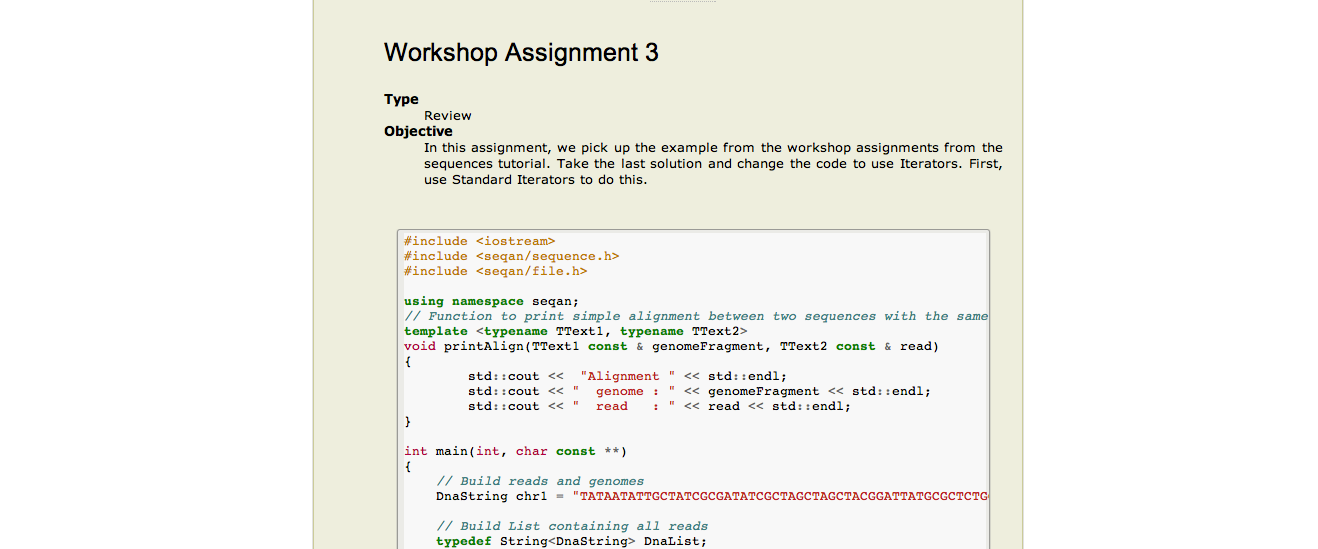 Workshop Assignment 3
Type
Review
Objective
In this assignment, we pick up the example from the workshop assignments from the
sequences tutorial. Take the last solution and change the code to use Iterators. First,
use Standard Iterators to do this.
#include <iostream>
#include <seqan/sequence.h>
#include <seqan/file.h>
using namespace seqan;
// Function to print simple alignment between two sequences with the same
template <typename TText1, typename TText2>
void printAlign(TText1 const & genomeFragment, TText2 const & read)
{
        std::cout <<  "Alignment " << std::endl;
        std::cout << "  genome : " << genomeFragment << std::endl;
        std::cout << "  read   : " << read << std::endl;
}
int main(int, char const **)
{
    // Build reads and genomes
    DnaString chr1 = "TATAATATTGCTATCGCGATATCGCTAGCTAGCTACGGATTATGCGCTCTG
    // Build List containing all reads
    typedef String<DnaString> DnaList;